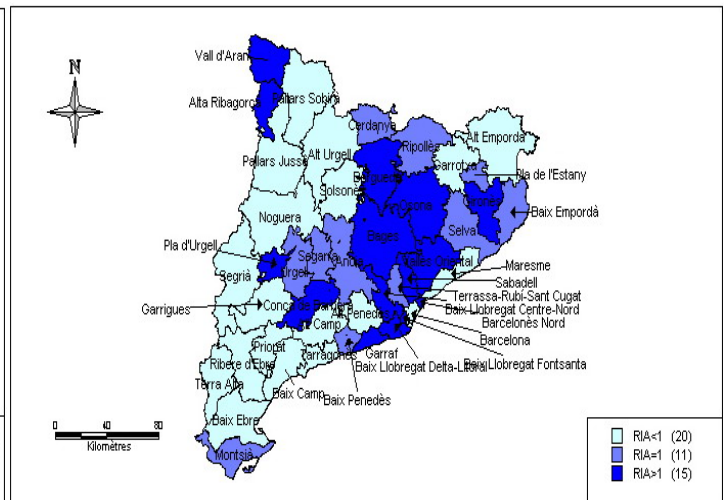 N
Vall d'Aran
Alta Ribagorça
Pallars Sobirà
Cerdanya
Ripollès
Alt Emporda
Pallars Jussà
Alt Urgell
Berguedà
Garrotxa
Pla de l'Estany
Solsonès
Osona
Gironès
Baix Empordà
Noguera
Bages
Selva
Pla d'Urgell
Segarra
Anoia
Vallès Oriental
Maresme
Segrià
Urgell
Sabadell
Terrassa-Rubí-Sant Cugat
Garrigues
Conca de Barberà
Alt Penedès
Baix Llobregat Centre-Nord
Alt Camp
Barcelonès Nord
Priorat
Barcelona
Ribera d'Ebre
Tarragonès
Garraf
Baix Llobregat Fontsanta
Baix Llobregat Delta-Litoral
Terra Alta
Baix Camp
Baix Penedès
Baix Ebre
0 40 80
Kilomètres
Montsià
RIA<1 (20)
RIA=1 (11)
RIA>1 (15)